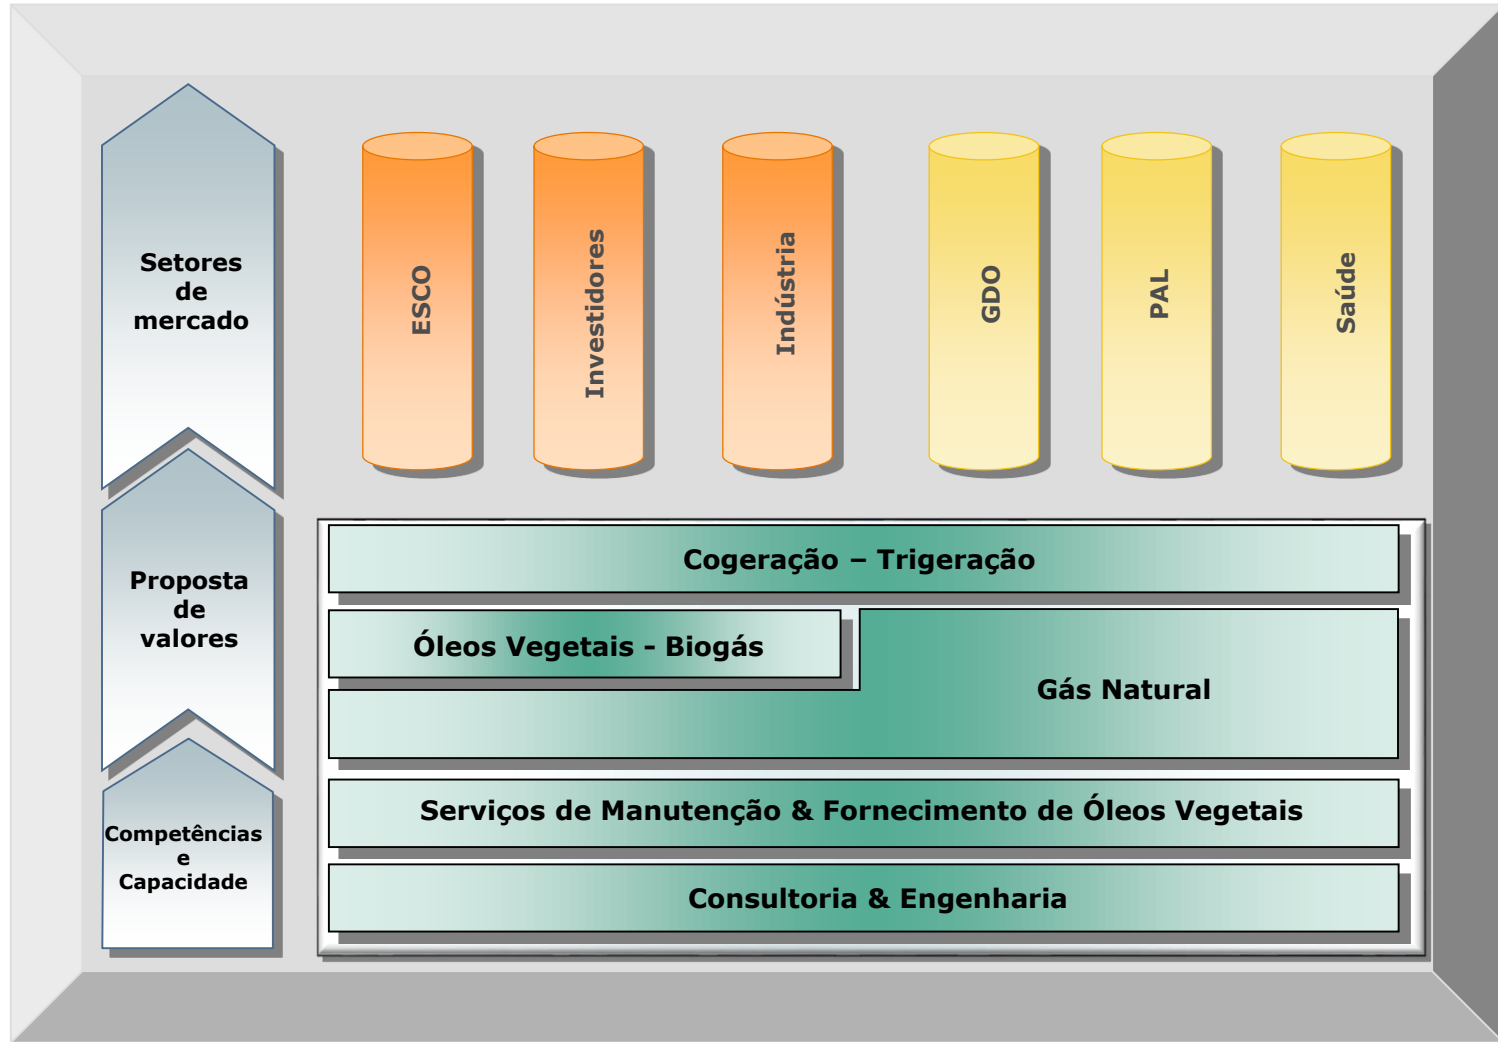 Setores
de
mercado
ESCO
Investidores
Indústria
GDO
PAL
Saúde
Proposta
de
valores
Cogeração – Trigeração
Óleos Vegetais - Biogás
Gás Natural
Competências
e
Capacidade
Serviços de Manutenção & Fornecimento de Óleos Vegetais
Consultoria & Engenharia